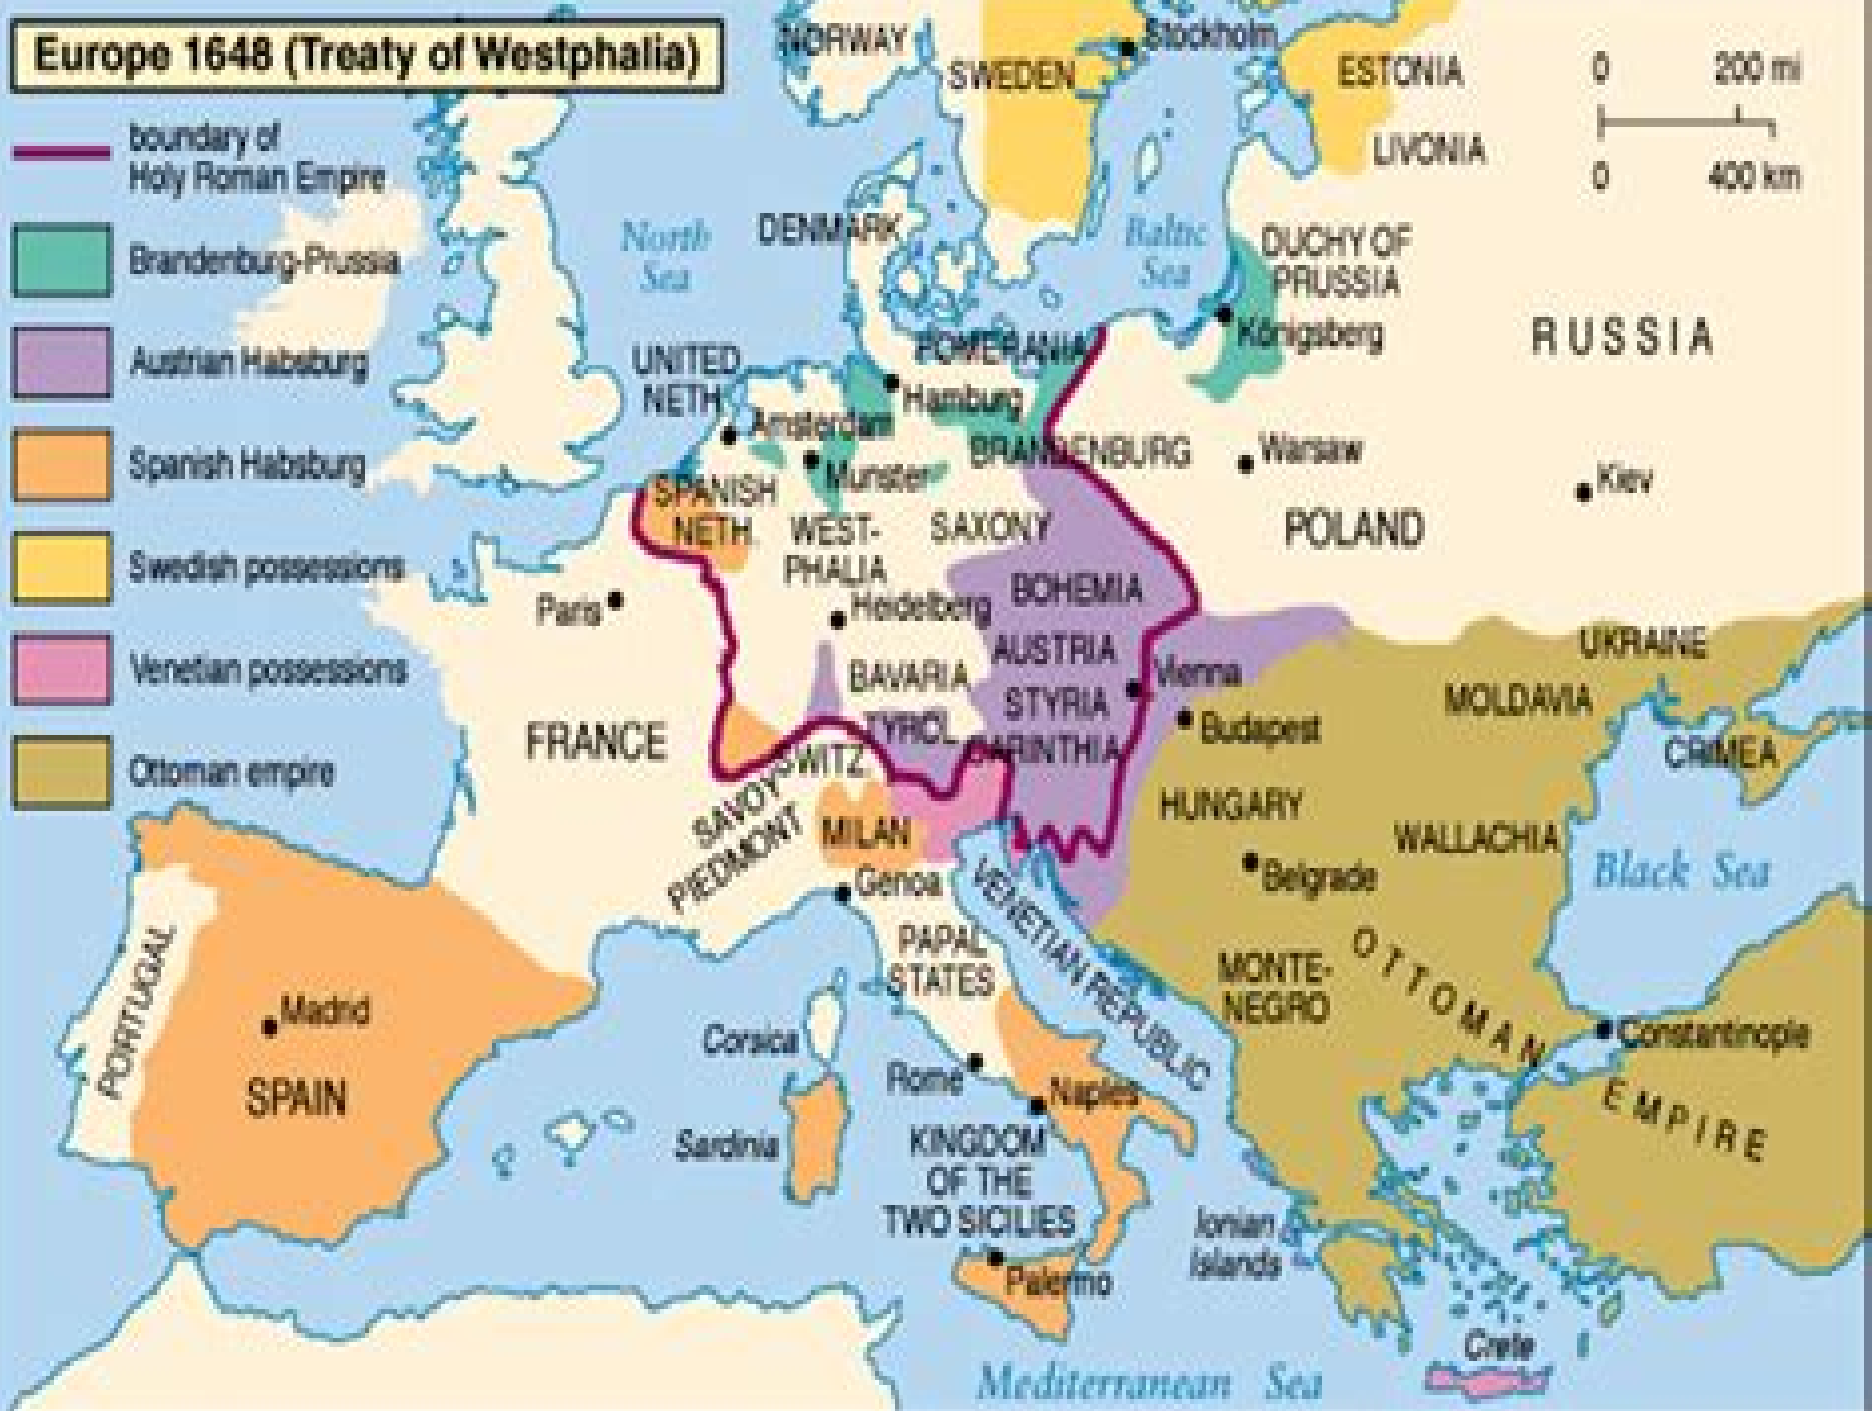 Europe 1648 (Treaty of Westphalia)
boundary of
Holy Roman Empire
Brandenburg-Prussia
Austrian Habsburg
Spanish Habsburg
Swedish possessions
Venetian possessions
Ottoman empire
0 200 mi
0 400 km
NORWAY
SWEDEN
Stockholm
ESTONIA
LIVONIA
North
Sea
DENMARK
Baltic
Sea
DUCHY OF
PRUSSIA
Königsberg
RUSSIA
UNITED
NETH.
POMERANIA
Hamburg
Amsterdam
BRANDENBURG
Warsaw
Kiev
Munster
SPANISH
NETH.
WEST-
PHALIA
SAXONY
POLAND
Paris
Heidelberg
BOHEMIA
AUSTRIA
Vienna
UKRAINE
BAVARIA
STYRIA
MOLDAVIA
FRANCE
TYROL
CARINTHIA
Budapest
CRIMEA
SWITZ.
SAVOY
PIEDMONT
MILAN
HUNGARY
WALLACHIA
Black Sea
Genoa
Belgrade
VENETIAN REPUBLIC
PAPAL
STATES
MONTE-
NEGRO
OTTOMAN
EMPIRE
Constantinople
PORTUGAL
Madrid
SPAIN
Corsica
Rome
Naples
Sardinia
KINGDOM
OF THE
TWO SICILIES
Palermo
Ionian
Islands
Crete
Mediterranean Sea